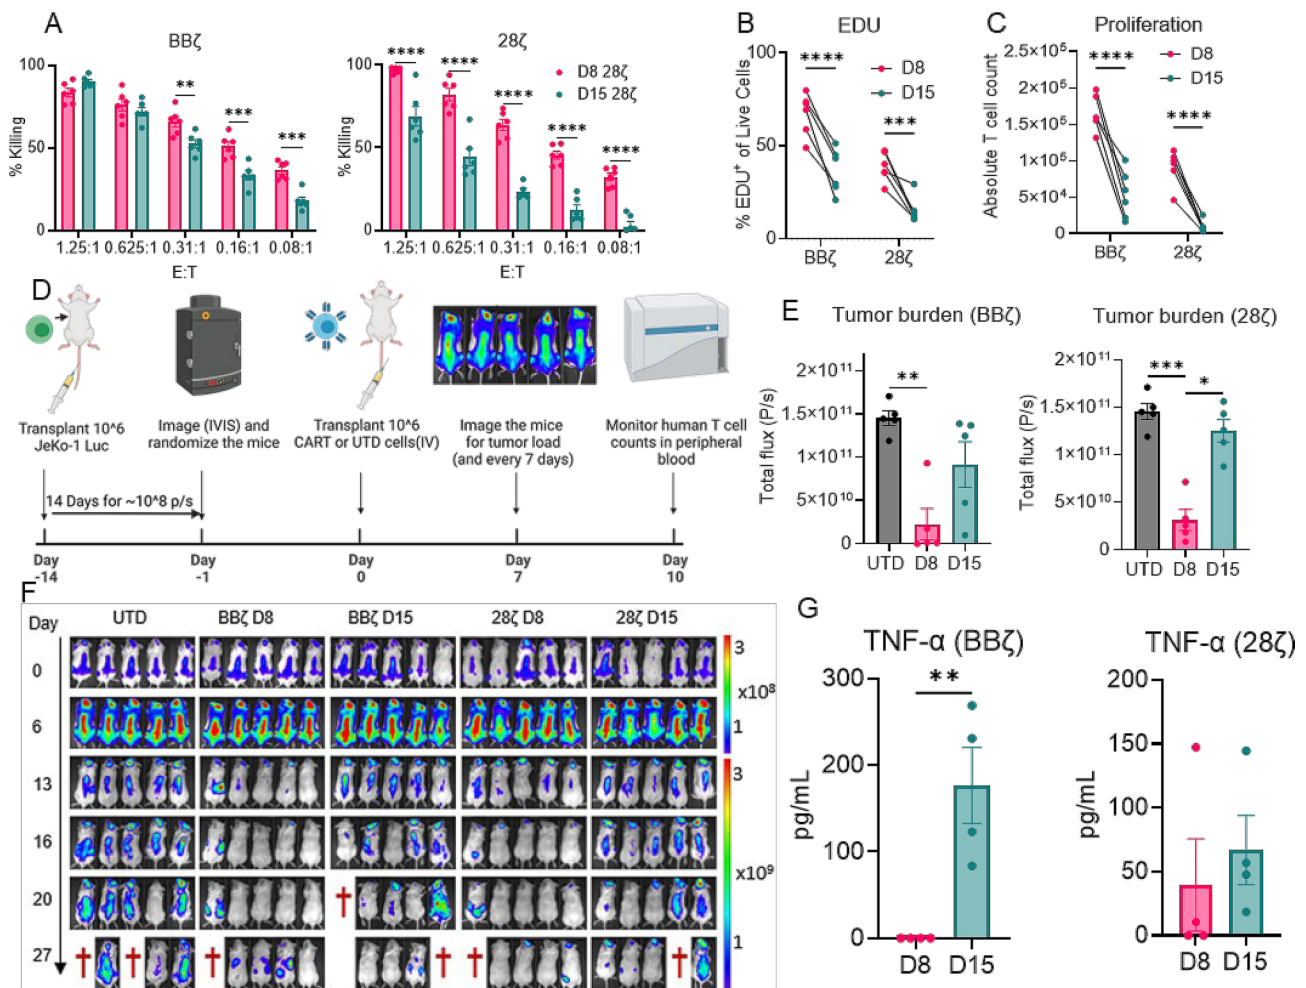 A
BBζ
% Killing
100
50
0
**
***
***
1.25:1 0.625:1 0.31:1 0.16:1 0.08:1
E:T
28ζ
% Killing
100
50
0
****
****
****
****
****
D8 28ζ
D15 28ζ
1.25:1 0.625:1 0.31:1 0.16:1 0.08:1
E:T
B
EDU
% EDU⁺ of Live Cells
100
50
0
****
***
D8
D15
BBζ 28ζ
C
Proliferation
Absolute T cell count
2.5×10⁵
2×10⁵
1.5×10⁵
1×10⁵
5×10⁴
0
****
****
D8
D15
BBζ 28ζ
D
Transplant 10^6
JeKo-1 Luc
Image (IVIS) and
randomize the mice
Transplant 10^6
CART or UTD cells(IV)
Image the mice
for tumor load
(and every 7 days)
Monitor human T cell
counts in peripheral
blood
14 Days for ~10^8 p/s
Day
-14
Day
-1
Day
0
Day
7
Day
10
E
Tumor burden (BBζ)
Total flux (P/s)
2×10¹¹
1.5×10¹¹
1×10¹¹
5×10¹⁰
0
**
UTD D8 D15
Tumor burden (28ζ)
Total flux (P/s)
2×10¹¹
1.5×10¹¹
1×10¹¹
5×10¹⁰
0
***
*
UTD D8 D15
F
Day
UTD
BBζ D8
BBζ D15
28ζ D8
28ζ D15
0
6
13
16
20
27
3
x10⁸
1
3
x10⁹
1
G
TNF-α (BBζ)
pg/mL
300
200
100
0
**
D8 D15
TNF-α (28ζ)
pg/mL
200
150
100
50
0
D8 D15